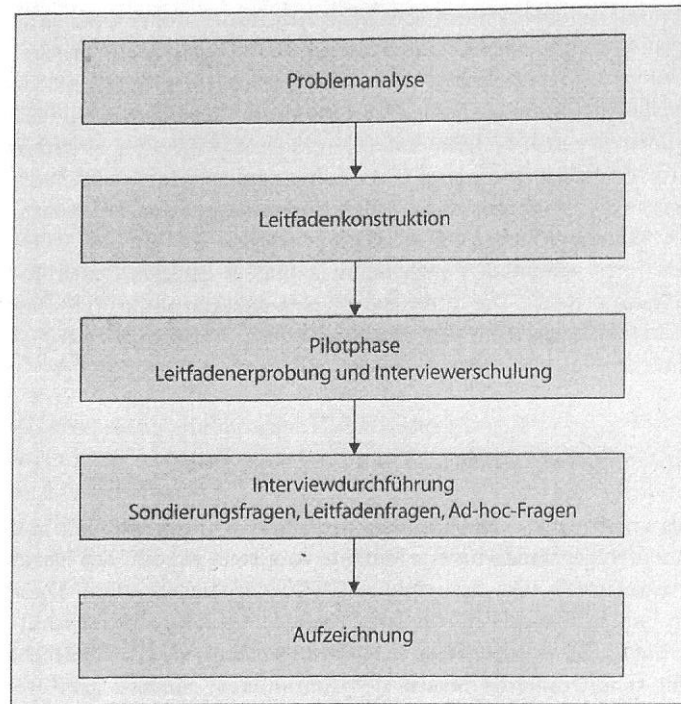 Problemanalyse
Leitfadenkonstruktion
Pilotphase
Leitfadenerprobung und Interviewerschulung
Interviewdurchführung
Sondierungsfragen, Leitfadenfragen, Ad-hoc-Fragen
Aufzeichnung